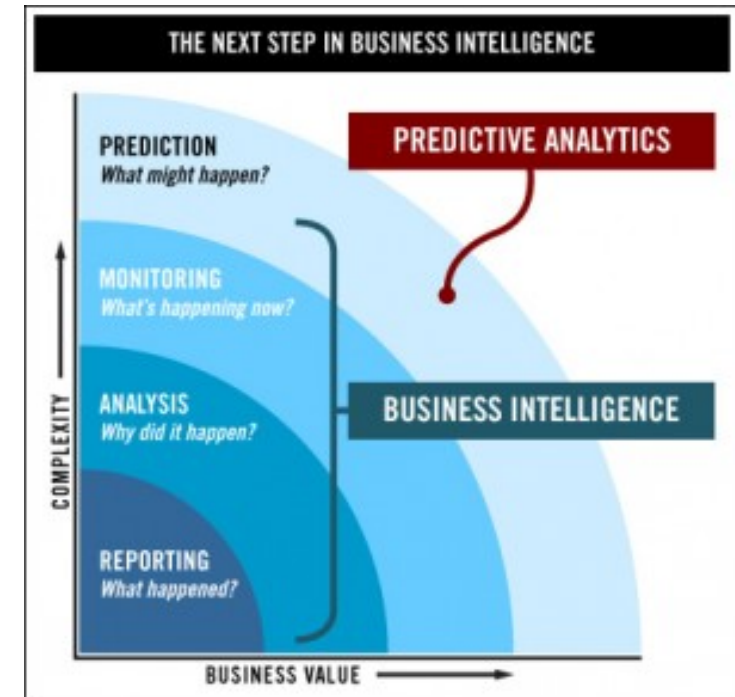 THE NEXT STEP IN BUSINESS INTELLIGENCE
PREDICTION
What might happen?
PREDICTIVE ANALYTICS
MONITORING
What's happening now?
ANALYSIS
Why did it happen?
BUSINESS INTELLIGENCE
REPORTING
What happened?
COMPLEXITY
BUSINESS VALUE